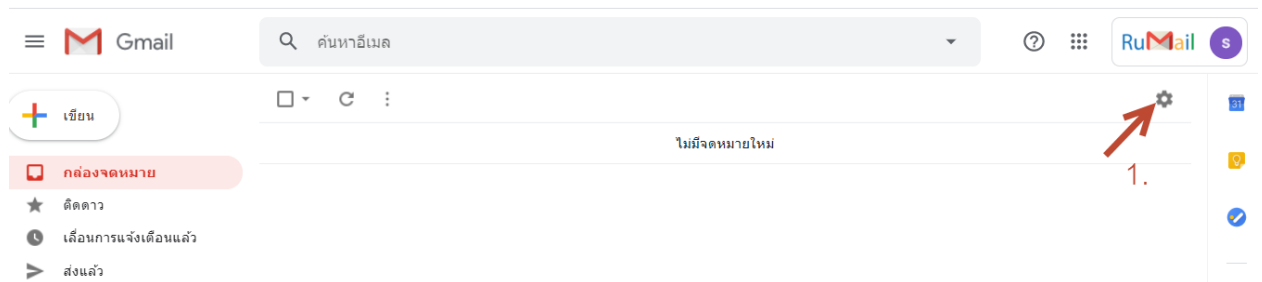 Gmail
ค้นหาอีเมล
RuMail
s
เขียน
31
ไม่มีจดหมายใหม่
กล่องจดหมาย
1.
ติดดาว
เลื่อนการแจ้งเตือนแล้ว
ส่งแล้ว